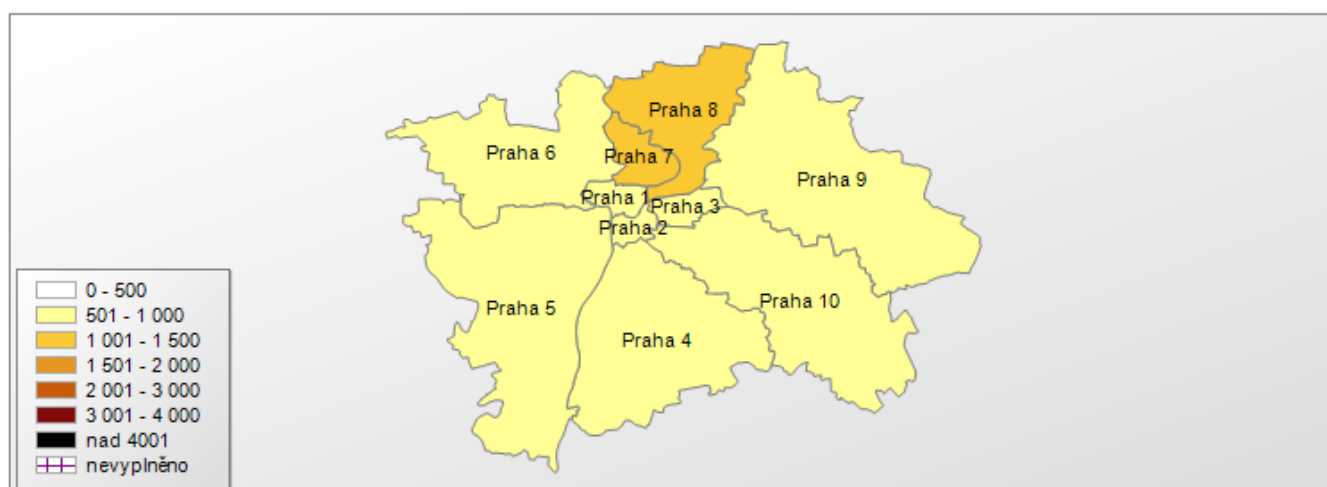 Praha 8
Praha 6
Praha 7
Praha 9
Praha 1
Praha 3
Praha 2
Praha 10
Praha 5
Praha 4
0 - 500
501 - 1 000
1 001 - 1 500
1 501 - 2 000
2 001 - 3 000
3 001 - 4 000
nad 4001
nevyplněno